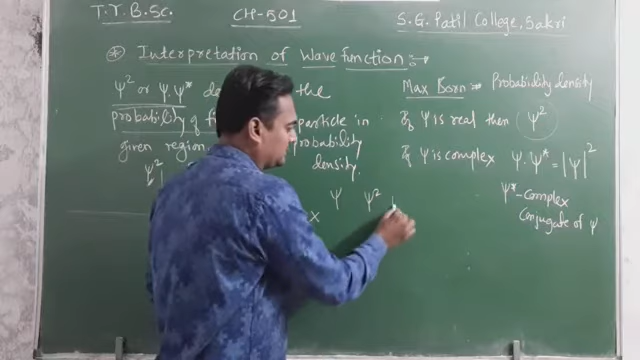 T.Y.B.Sc. CH-501 S.G. Patil College, Sakri
* Interpretation of Wave function :-→
Ψ² or Ψ.Ψ* de the
probability of f particle in
given region. probability
density.
Ψ²
x
Ψ Ψ²
Max Born :- Probability density
If Ψ is real then Ψ²
If Ψ is complex Ψ.Ψ* = |Ψ|²
Ψ* - Complex
Conjugate of Ψ